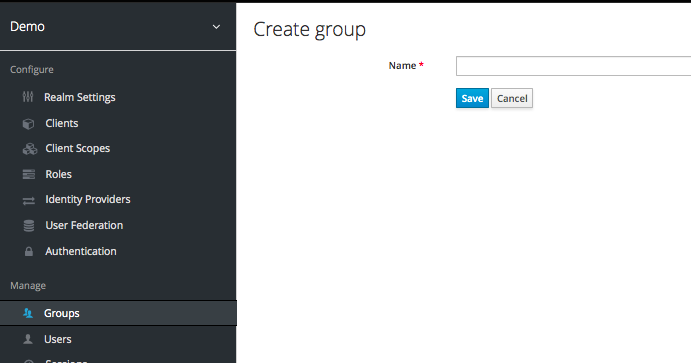 Demo
Configure
Realm Settings
Clients
Client Scopes
Roles
Identity Providers
User Federation
Authentication
Manage
Groups
Users
Create group
Name *
Save Cancel